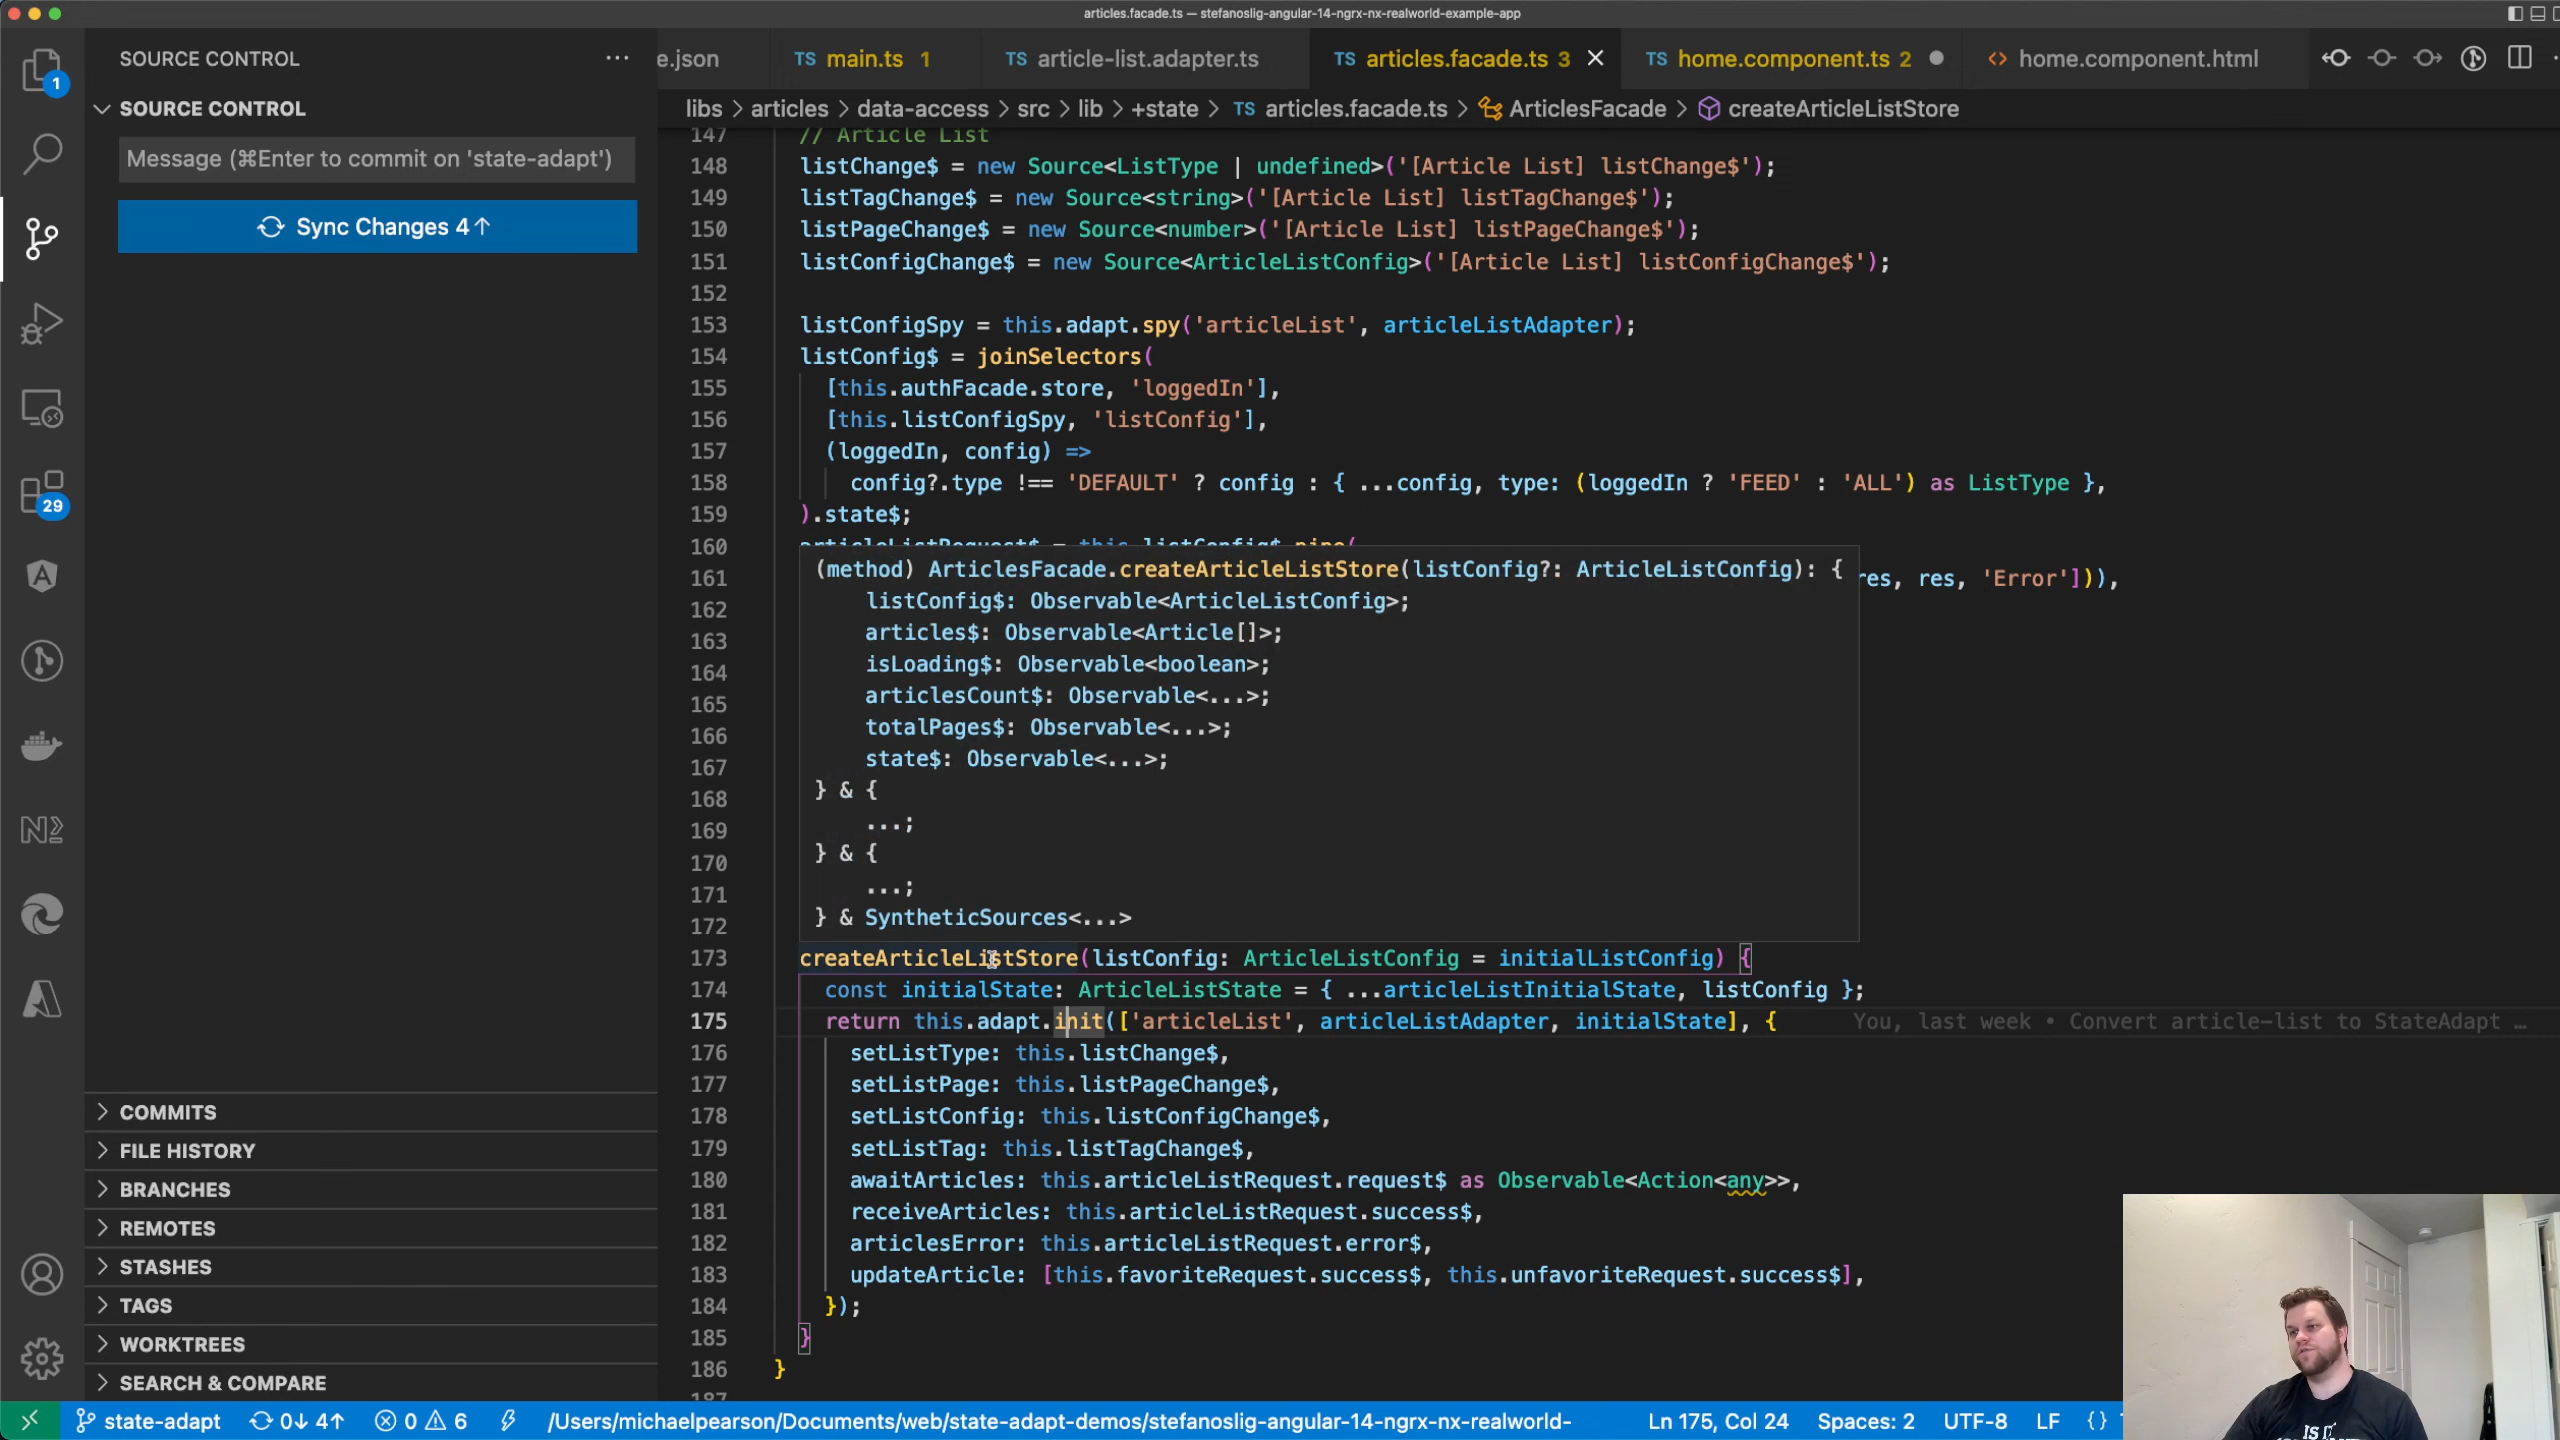 articles.facade.ts — stefanoslig-angular-14-ngrx-nx-realworld-example-app
SOURCE CONTROL
e.json
TS main.ts 1
TS article-list.adapter.ts
TS articles.facade.ts 3
TS home.component.ts 2
home.component.html
1
SOURCE CONTROL
libs > articles > data-access > src > lib > +state > TS articles.facade.ts > ArticlesFacade > createArticleListStore
Message (⌘Enter to commit on 'state-adapt')
Sync Changes 4↑
29
147 // Article List
148 listChange$ = new Source<ListType | undefined>('[Article List] listChange$');
149 listTagChange$ = new Source<string>('[Article List] listTagChange$');
150 listPageChange$ = new Source<number>('[Article List] listPageChange$');
151 listConfigChange$ = new Source<ArticleListConfig>('[Article List] listConfigChange$');
152
153 listConfigSpy = this.adapt.spy('articleList', articleListAdapter);
154 listConfig$ = joinSelectors(
155 [this.authFacade.store, 'loggedIn'],
156 [this.listConfigSpy, 'listConfig'],
157 (loggedIn, config) =>
158 config?.type !== 'DEFAULT' ? config : { ...config, type: (loggedIn ? 'FEED' : 'ALL') as ListType },
159 ).state$;
160 articleListRequest$ = this.listConfig$.pipe(
161 res, res, 'Error'])),
162
163
164
165
166
167
168
169
170
171
172
(method) ArticlesFacade.createArticleListStore(listConfig?: ArticleListConfig): {
listConfig$: Observable<ArticleListConfig>;
articles$: Observable<Article[]>;
isLoading$: Observable<boolean>;
articlesCount$: Observable<...>;
totalPages$: Observable<...>;
state$: Observable<...>;
} & {
...;
} & {
...;
} & SyntheticSources<...>
173 createArticleListStore(listConfig: ArticleListConfig = initialListConfig) {
174 const initialState: ArticleListState = { ...articleListInitialState, listConfig };
175 return this.adapt.init(['articleList', articleListAdapter, initialState], { You, last week • Convert article-list to StateAdapt …
176 setListType: this.listChange$,
177 setListPage: this.listPageChange$,
178 setListConfig: this.listConfigChange$,
179 setListTag: this.listTagChange$,
180 awaitArticles: this.articleListRequest.request$ as Observable<Action<any>>,
181 receiveArticles: this.articleListRequest.success$,
182 articlesError: this.articleListRequest.error$,
183 updateArticle: [this.favoriteRequest.success$, this.unfavoriteRequest.success$],
184 });
185 }
186 }
187
COMMITS
FILE HISTORY
BRANCHES
REMOTES
STASHES
TAGS
WORKTREES
SEARCH & COMPARE
state-adapt 0↓ 4↑ 0 6 /Users/michaelpearson/Documents/web/state-adapt-demos/stefanoslig-angular-14-ngrx-nx-realworld- Ln 175, Col 24 Spaces: 2 UTF-8 LF {}